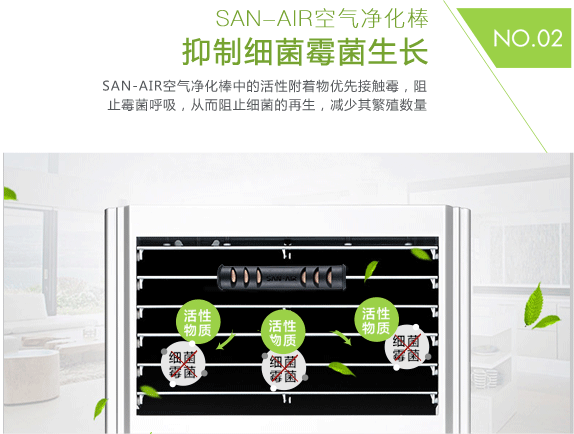 SAN-AIR空气净化棒
抑制细菌霉菌生长
NO.02
SAN-AIR空气净化棒中的活性附着物优先接触霉，阻
止霉菌呼吸，从而阻止细菌的再生，减少其繁殖数量
SAN-AIR
活性
物质
活性
物质
活性
物质
细菌
霉菌
细菌
霉菌
细菌
霉菌